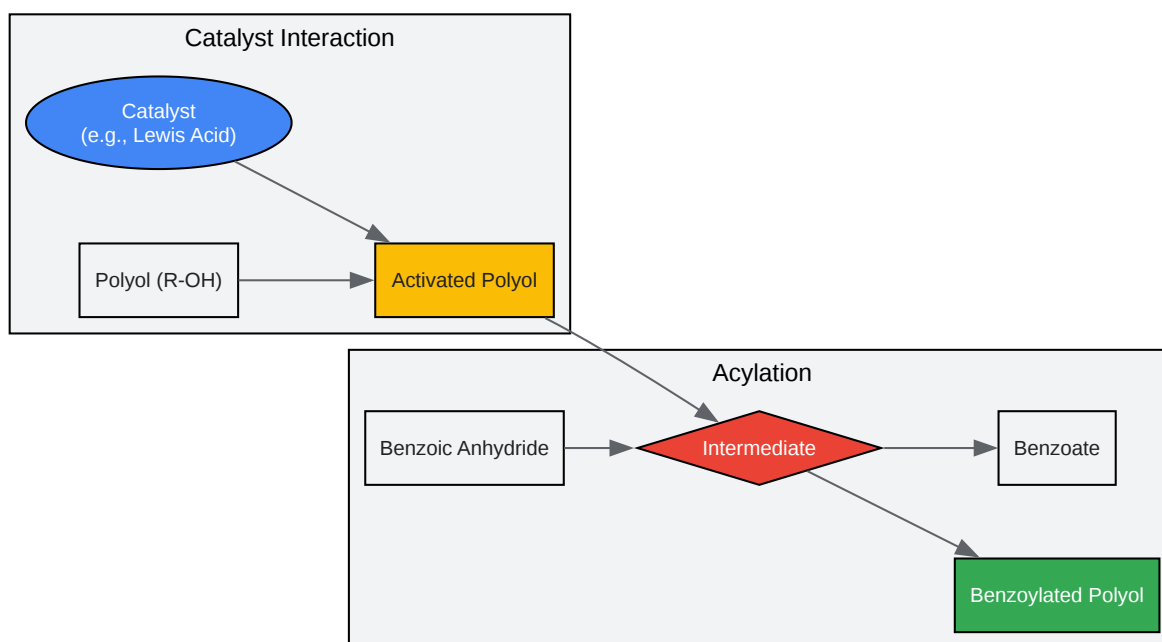 Catalyst Interaction
Catalyst
(e.g., Lewis Acid)
Polyol (R-OH)
Activated Polyol
Acylation
Benzoic Anhydride
Intermediate
Benzoate
Benzoylated Polyol